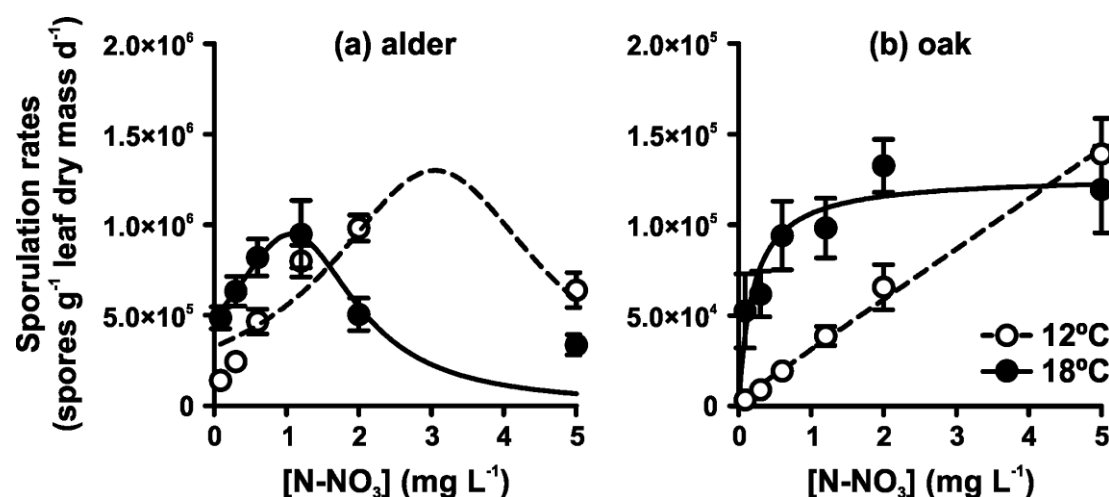 Sporulation rates
(spores g⁻¹ leaf dry mass d⁻¹)
(a) alder
2.0×10⁶
1.5×10⁶
1.0×10⁶
5.0×10⁵
0
0 1 2 3 4 5
[N-NO₃] (mg L⁻¹)
(b) oak
2.0×10⁵
1.5×10⁵
1.0×10⁵
5.0×10⁴
0
0 1 2 3 4 5
[N-NO₃] (mg L⁻¹)
12ºC
18ºC